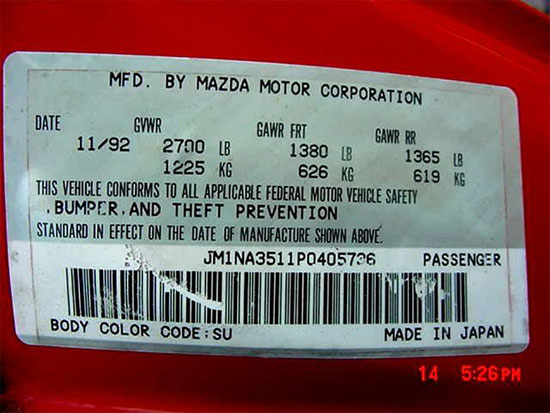 MFD. BY MAZDA MOTOR CORPORATION
DATE GVWR GAWR FRT GAWR RR
11/92 2700 LB 1380 LB 1365 LB
1225 KG 626 KG 619 KG
THIS VEHICLE CONFORMS TO ALL APPLICABLE FEDERAL MOTOR VEHICLE SAFETY
,BUMPER,AND THEFT PREVENTION
STANDARD IN EFFECT ON THE DATE OF MANUFACTURE SHOWN ABOVE.
JM1NA3511P0405736 PASSENGER
BODY COLOR CODE:SU MADE IN JAPAN
14 5:26PM